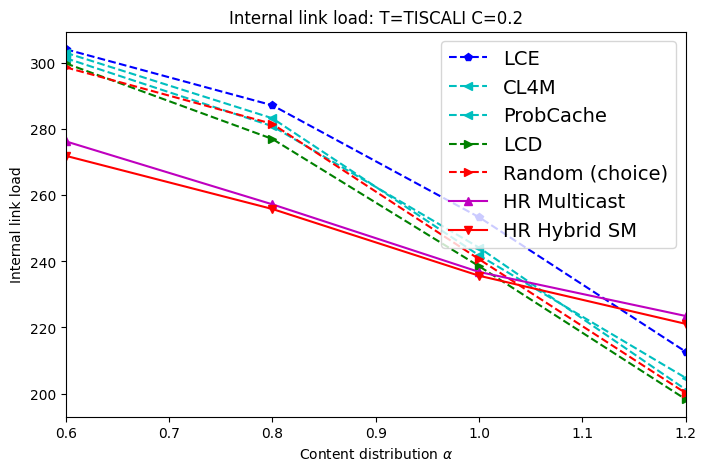 Internal link load: T=TISCALI C=0.2
LCE
CL4M
ProbCache
LCD
Random (choice)
HR Multicast
HR Hybrid SM
Internal link load
300
280
260
240
220
200
0.6
0.7
0.8
0.9
1.0
1.1
1.2
Content distribution α